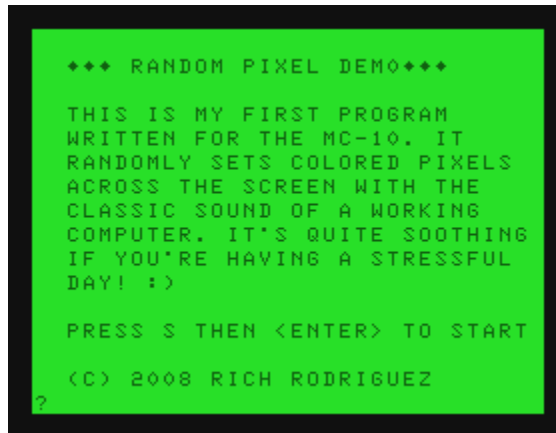 ♦♦♦ RANDOM PIXEL DEMO♦♦♦
THIS IS MY FIRST PROGRAM
WRITTEN FOR THE MC-10. IT
RANDOMLY SETS COLORED PIXELS
ACROSS THE SCREEN WITH THE
CLASSIC SOUND OF A WORKING
COMPUTER. IT'S QUITE SOOTHING
IF YOU'RE HAVING A STRESSFUL
DAY! :)
PRESS S THEN <ENTER> TO START
(C) 2008 RICH RODRIGUEZ
?